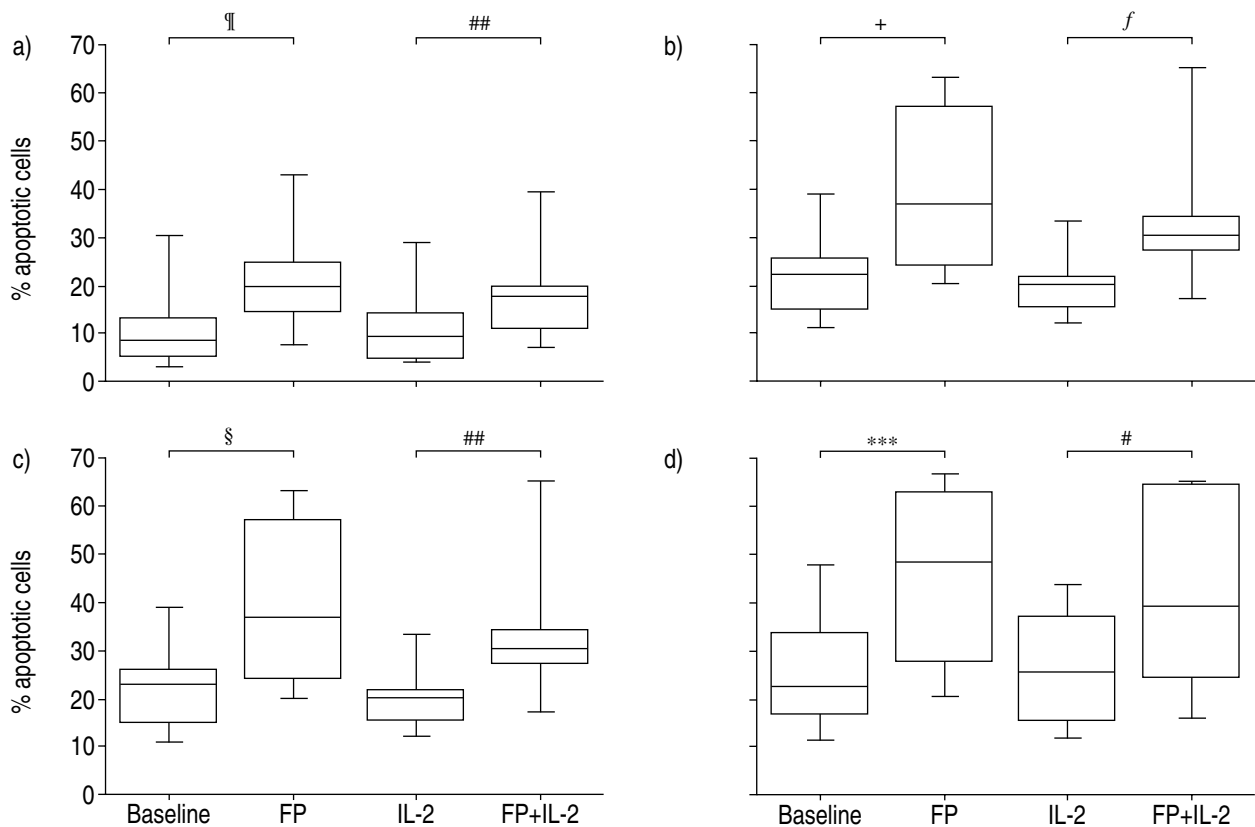 a)
¶
##
70
60
50
40
30
20
10
0
% apoptotic cells
b)
+
f
c)
§
##
70
60
50
40
30
20
10
0
% apoptotic cells
Baseline FP IL-2 FP+IL-2
d)
***
#
Baseline FP IL-2 FP+IL-2